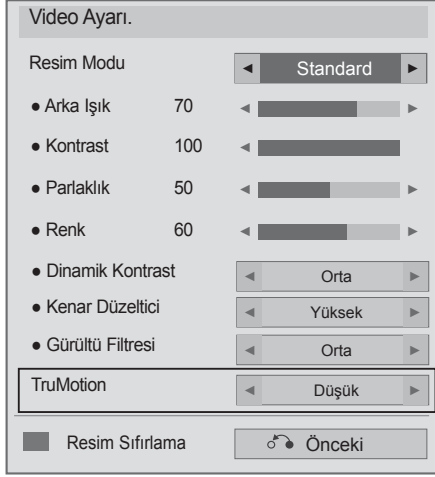 Video Ayarı.
Resim Modu ◄ Standard ►
● Arka Işık 70 ◄ ►
● Kontrast 100 ◄
● Parlaklık 50 ◄ ►
● Renk 60 ◄ ►
● Dinamik Kontrast ◄ Orta ►
● Kenar Düzeltici ◄ Yüksek ►
● Gürültü Filtresi ◄ Orta ►
TruMotion ◄ Düşük ►
Resim Sıfırlama Önceki